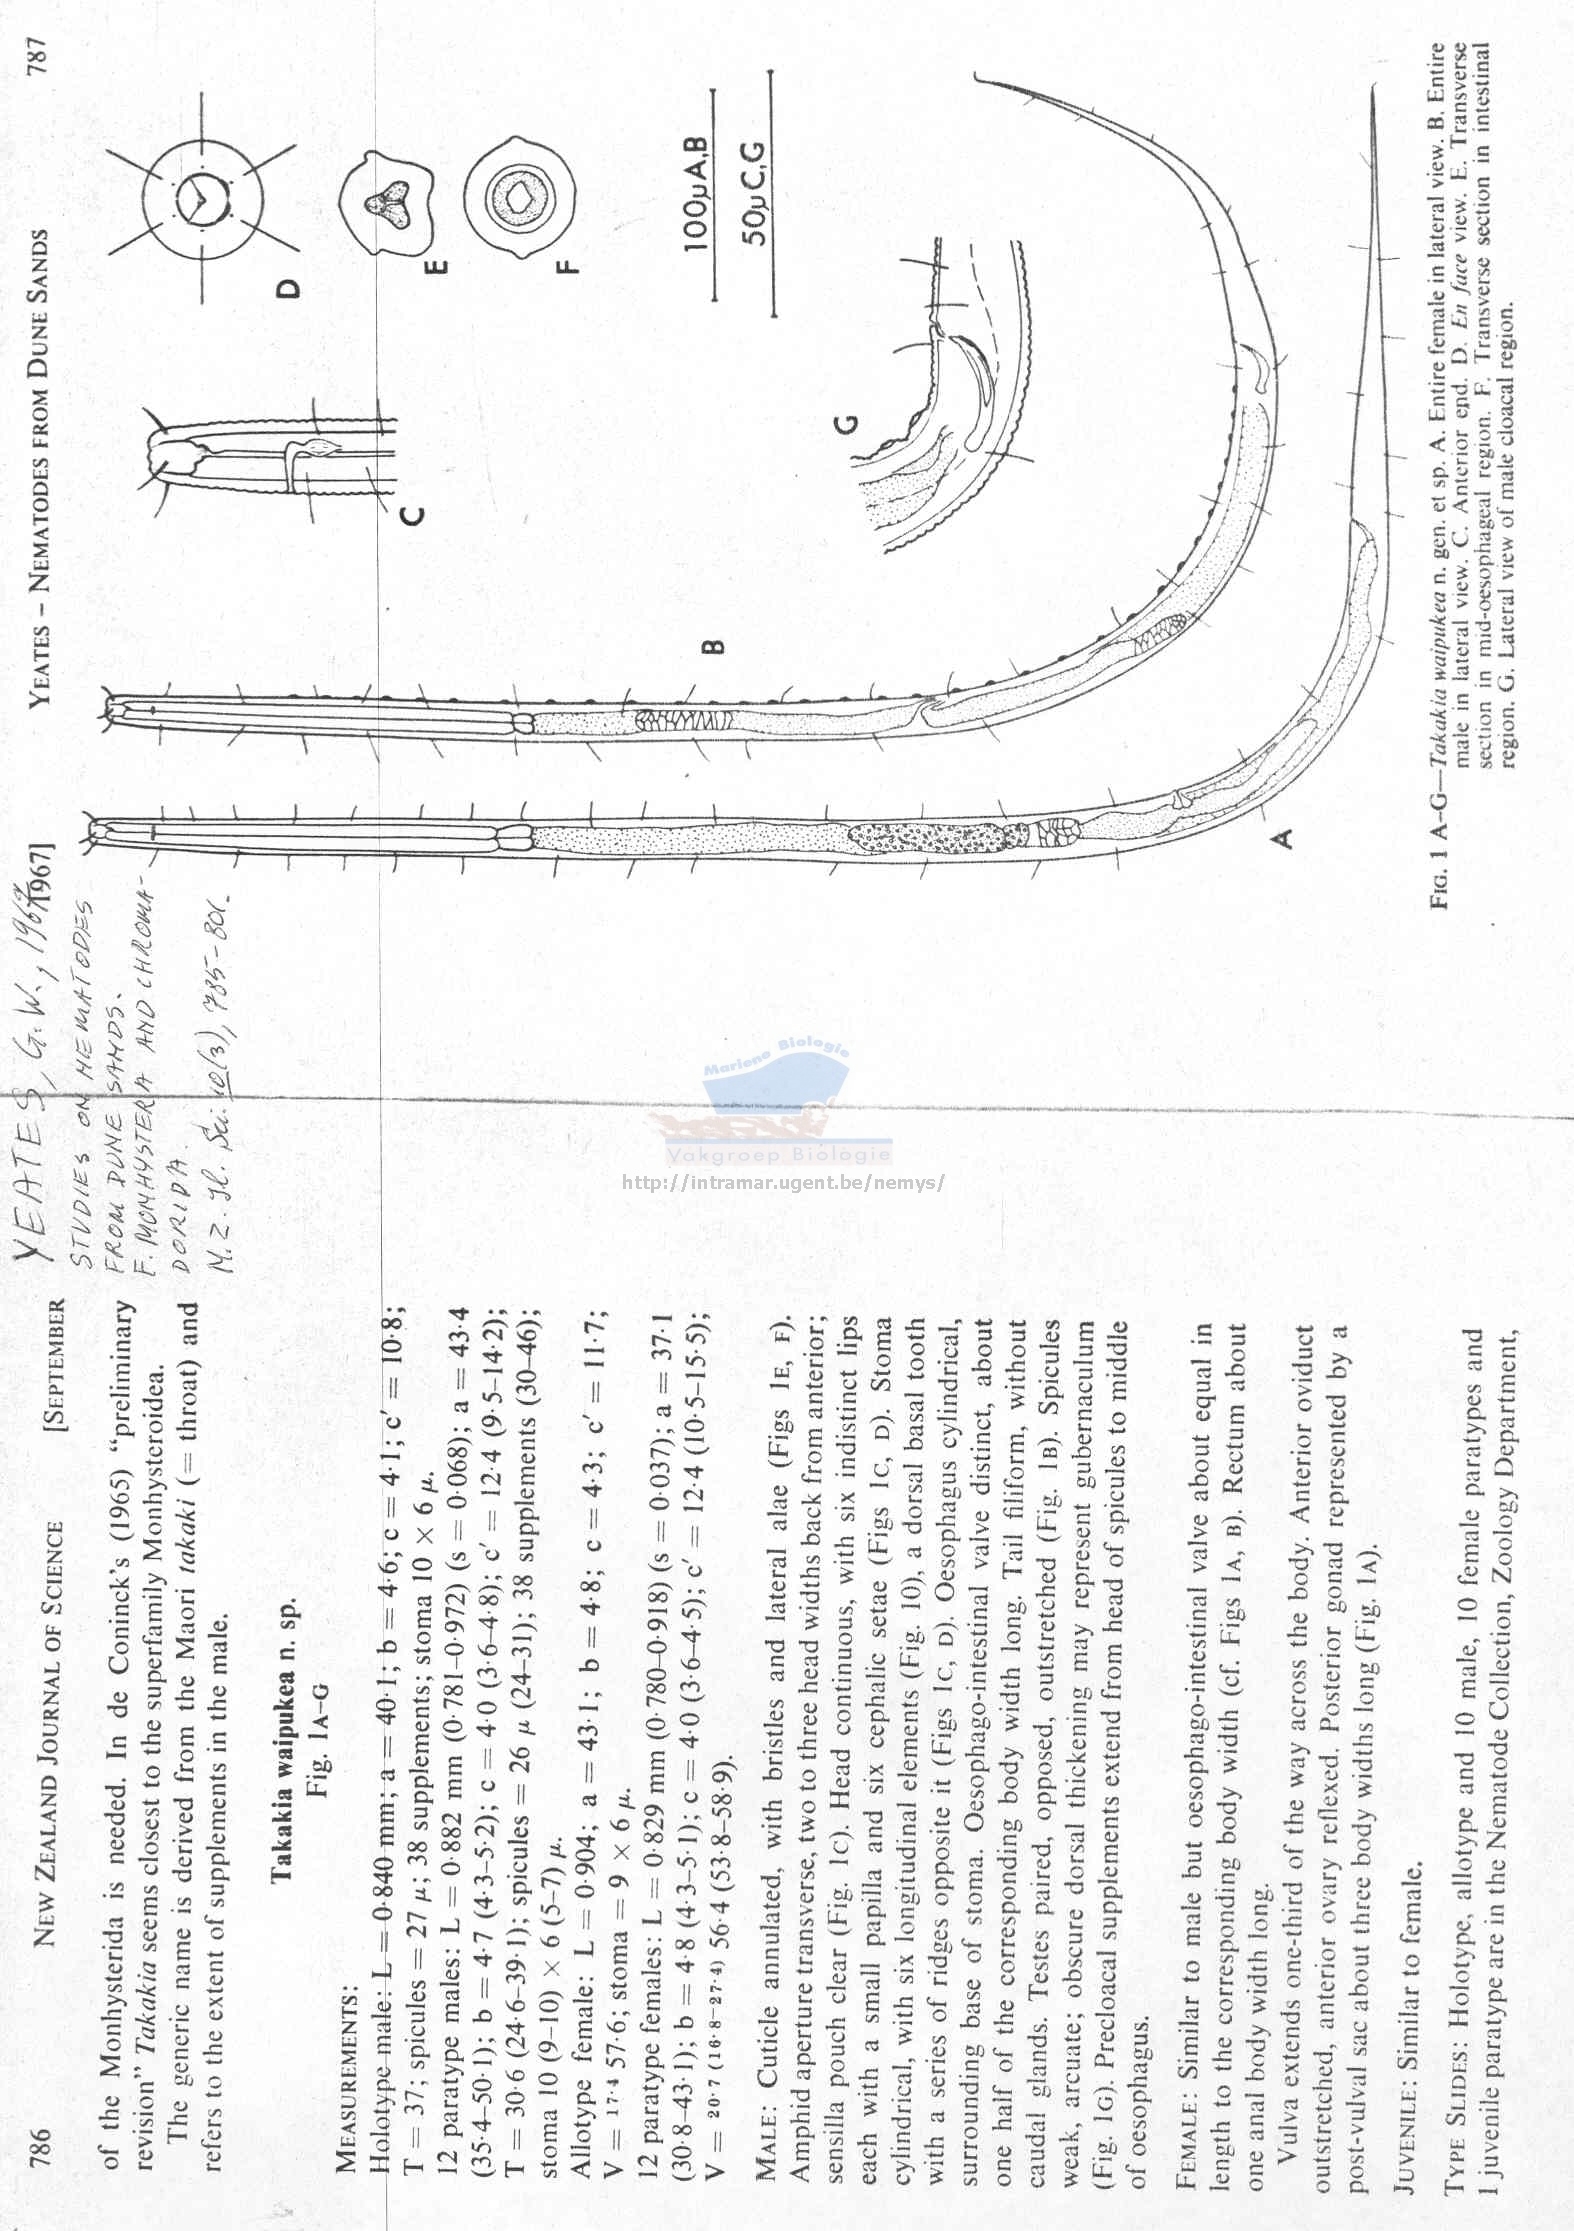 786
NEW ZEALAND JOURNAL OF SCIENCE
[SEPTEMBER
of the Monhysterida is needed. In de Coninck's (1965) “preliminary
revision” Takakia seems closest to the superfamily Monhysteroidea.
The generic name is derived from the Maori takaki (= throat) and
refers to the extent of supplements in the male.
Takakia waipukea n. sp.
Fig. 1A–G
MEASUREMENTS:
Holotype male: L = 0·840 mm; a = 40·1; b = 4·6; c = 4·1; c′ = 10·8;
T = 37; spicules = 27 μ; 38 supplements; stoma 10 × 6 μ.
12 paratype males: L = 0·882 mm (0·781–0·972) (s = 0·068); a = 43·4
(35·4–50·1); b = 4·7 (4·3–5·2); c = 4·0 (3·6–4·8); c′ = 12·4 (9·5–14·2);
T = 30·6 (24·6–39·1); spicules = 26 μ (24–31); 38 supplements (30–46);
stoma 10 (9–10) × 6 (5–7) μ.
Allotype female: L = 0·904; a = 43·1; b = 4·8; c = 4·3; c′ = 11·7;
V = 17·4 57·6; stoma = 9 × 6 μ.
12 paratype females: L = 0·829 mm (0·780–0·918) (s = 0·037); a = 37·1
(30·8–43·1); b = 4·8 (4·3–5·1); c = 4·0 (3·6–4·5); c′ = 12·4 (10·5–15·5);
V = 20·7 (16·8–27·4) 56·4 (53·8–58·9).
MALE: Cuticle annulated, with bristles and lateral alae (Figs 1E, F).
Amphid aperture transverse, two to three head widths back from anterior;
sensilla pouch clear (Fig. 1C). Head continuous, with six indistinct lips
each with a small papilla and six cephalic setae (Figs 1C, D). Stoma
cylindrical, with six longitudinal elements (Fig. 10), a dorsal basal tooth
with a series of ridges opposite it (Figs 1C, D). Oesophagus cylindrical,
surrounding base of stoma. Oesophago-intestinal valve distinct, about
one half of the corresponding body width long. Tail filiform, without
caudal glands. Testes paired, opposed, outstretched (Fig. 1B). Spicules
weak, arcuate; obscure dorsal thickening may represent gubernaculum
(Fig. 1G). Precloacal supplements extend from head of spicules to middle
of oesophagus.
FEMALE: Similar to male but oesophago-intestinal valve about equal in
length to the corresponding body width (cf. Figs 1A, B). Rectum about
one anal body width long.
Vulva extends one-third of the way across the body. Anterior oviduct
outstretched, anterior ovary reflexed. Posterior gonad represented by a
post-vulval sac about three body widths long (Fig. 1A).
JUVENILE: Similar to female.
TYPE SLIDES: Holotype, allotype and 10 male, 10 female paratypes and
1 juvenile paratype are in the Nematode Collection, Zoology Department,
YEATES, G.W.,
STUDIES ON NEMATODES
FROM DUNE SANDS.
F. MONHYSTERA AND CHROMA-
DORIDA.
N.Z. Jl. Sci. 10(3), 785-801.
1967]
YEATES – NEMATODES FROM DUNE SANDS
787
A
B
C
D
E
F
G
100μ A,B
50μ C,G
FIG. 1 A–G—Takakia waipukea n. gen. et sp. A. Entire female in lateral view. B. Entire
male in lateral view. C. Anterior end. D. En face view. E. Transverse
section in mid-oesophageal region. F. Transverse section in intestinal
region. G. Lateral view of male cloacal region.
Mariene Biologie
Vakgroep Biologie
http://intramar.ugent.be/nemys/